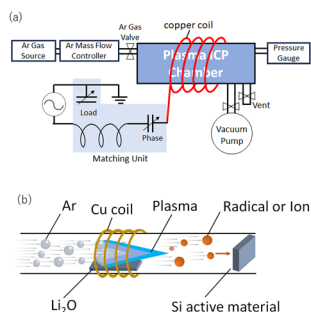 (a)
copper coil
Ar Gas
Valve
Ar Gas
Source
Ar Mass Flow
Controller
Plasma ICP
Chamber
Pressure
Gauge
Load
Phase
Matching Unit
Vent
Vacuum
Pump
(b)
Ar
Cu coil
Plasma
Radical or Ion
Li2O
Si active material